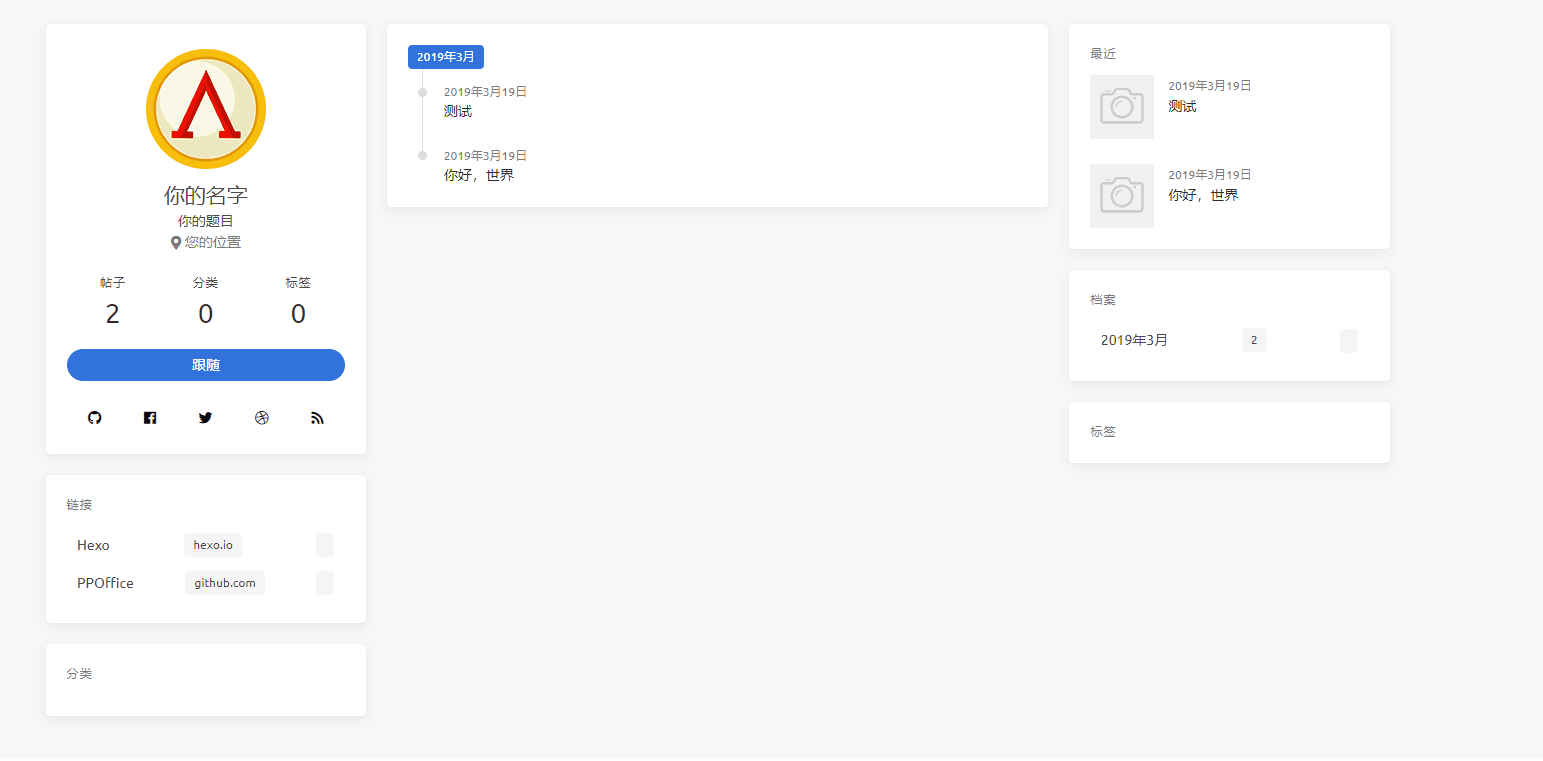 你的名字
你的题目
您的位置
帖子 分类 标签
2 0 0
跟随
链接
Hexo hexo.io
PPOffice github.com
分类
2019年3月
2019年3月19日
测试
2019年3月19日
你好，世界
最近
2019年3月19日
测试
2019年3月19日
你好，世界
档案
2019年3月 2
标签